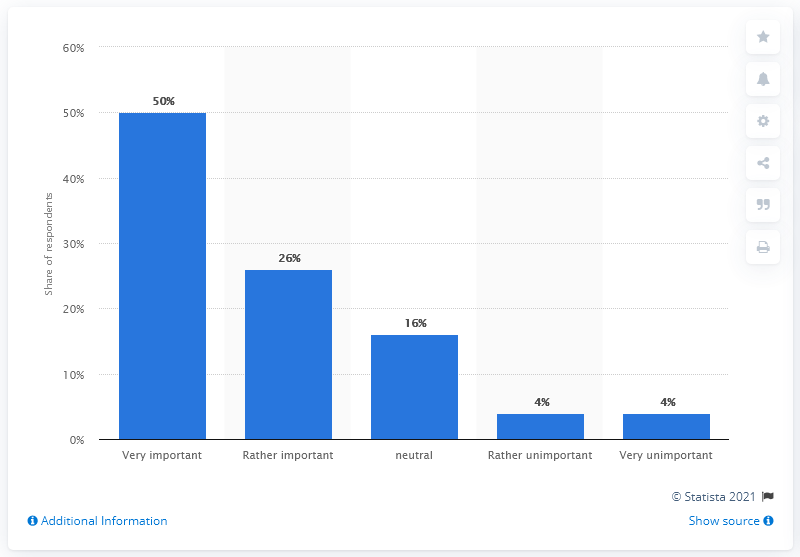 60%
50%
40%
30%
20%
10%
0%
Share of respondents
50%
26%
16%
4%
4%
Very important
Rather important
neutral
Rather unimportant
Very unimportant
© Statista 2021
Additional Information
Show source